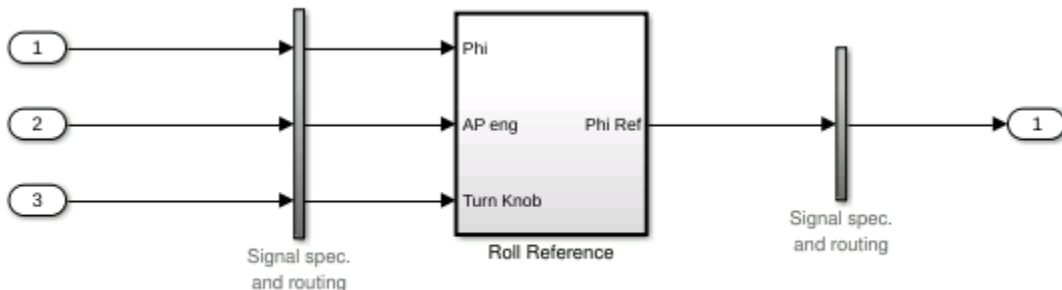 1
Phi
2
AP eng
Phi Ref
1
3
Turn Knob
Signal spec.
and routing
Roll Reference
Signal spec.
and routing